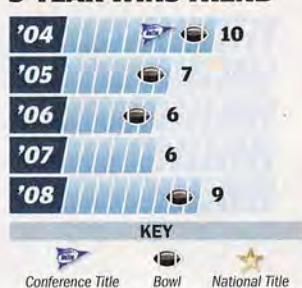 5-YEAR WINS TREND
'04 10
'05 7
'06 6
'07 6
'08 9
KEY
Conference Title Bowl National Title